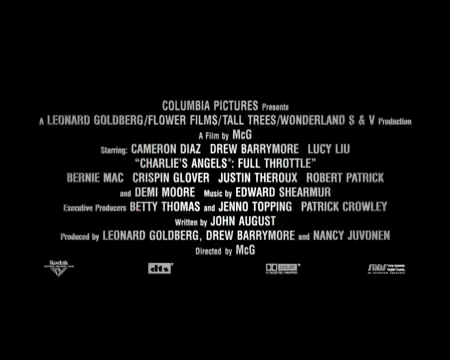 COLUMBIA PICTURES Presents
A LEONARD GOLDBERG/FLOWER FILMS/TALL TREES/WONDERLAND S & V Production
A Film by McG
Starring: CAMERON DIAZ DREW BARRYMORE LUCY LIU
"CHARLIE'S ANGELS": FULL THROTTLE"
BERNIE MAC CRISPIN GLOVER JUSTIN THEROUX ROBERT PATRICK
and DEMI MOORE Music by EDWARD SHEARMUR
Executive Producers BETTY THOMAS and JENNO TOPPING PATRICK CROWLEY
Written by JOHN AUGUST
Produced by LEONARD GOLDBERG, DREW BARRYMORE and NANCY JUVONEN
Directed by McG
Kodak dts DOLBY SDDS